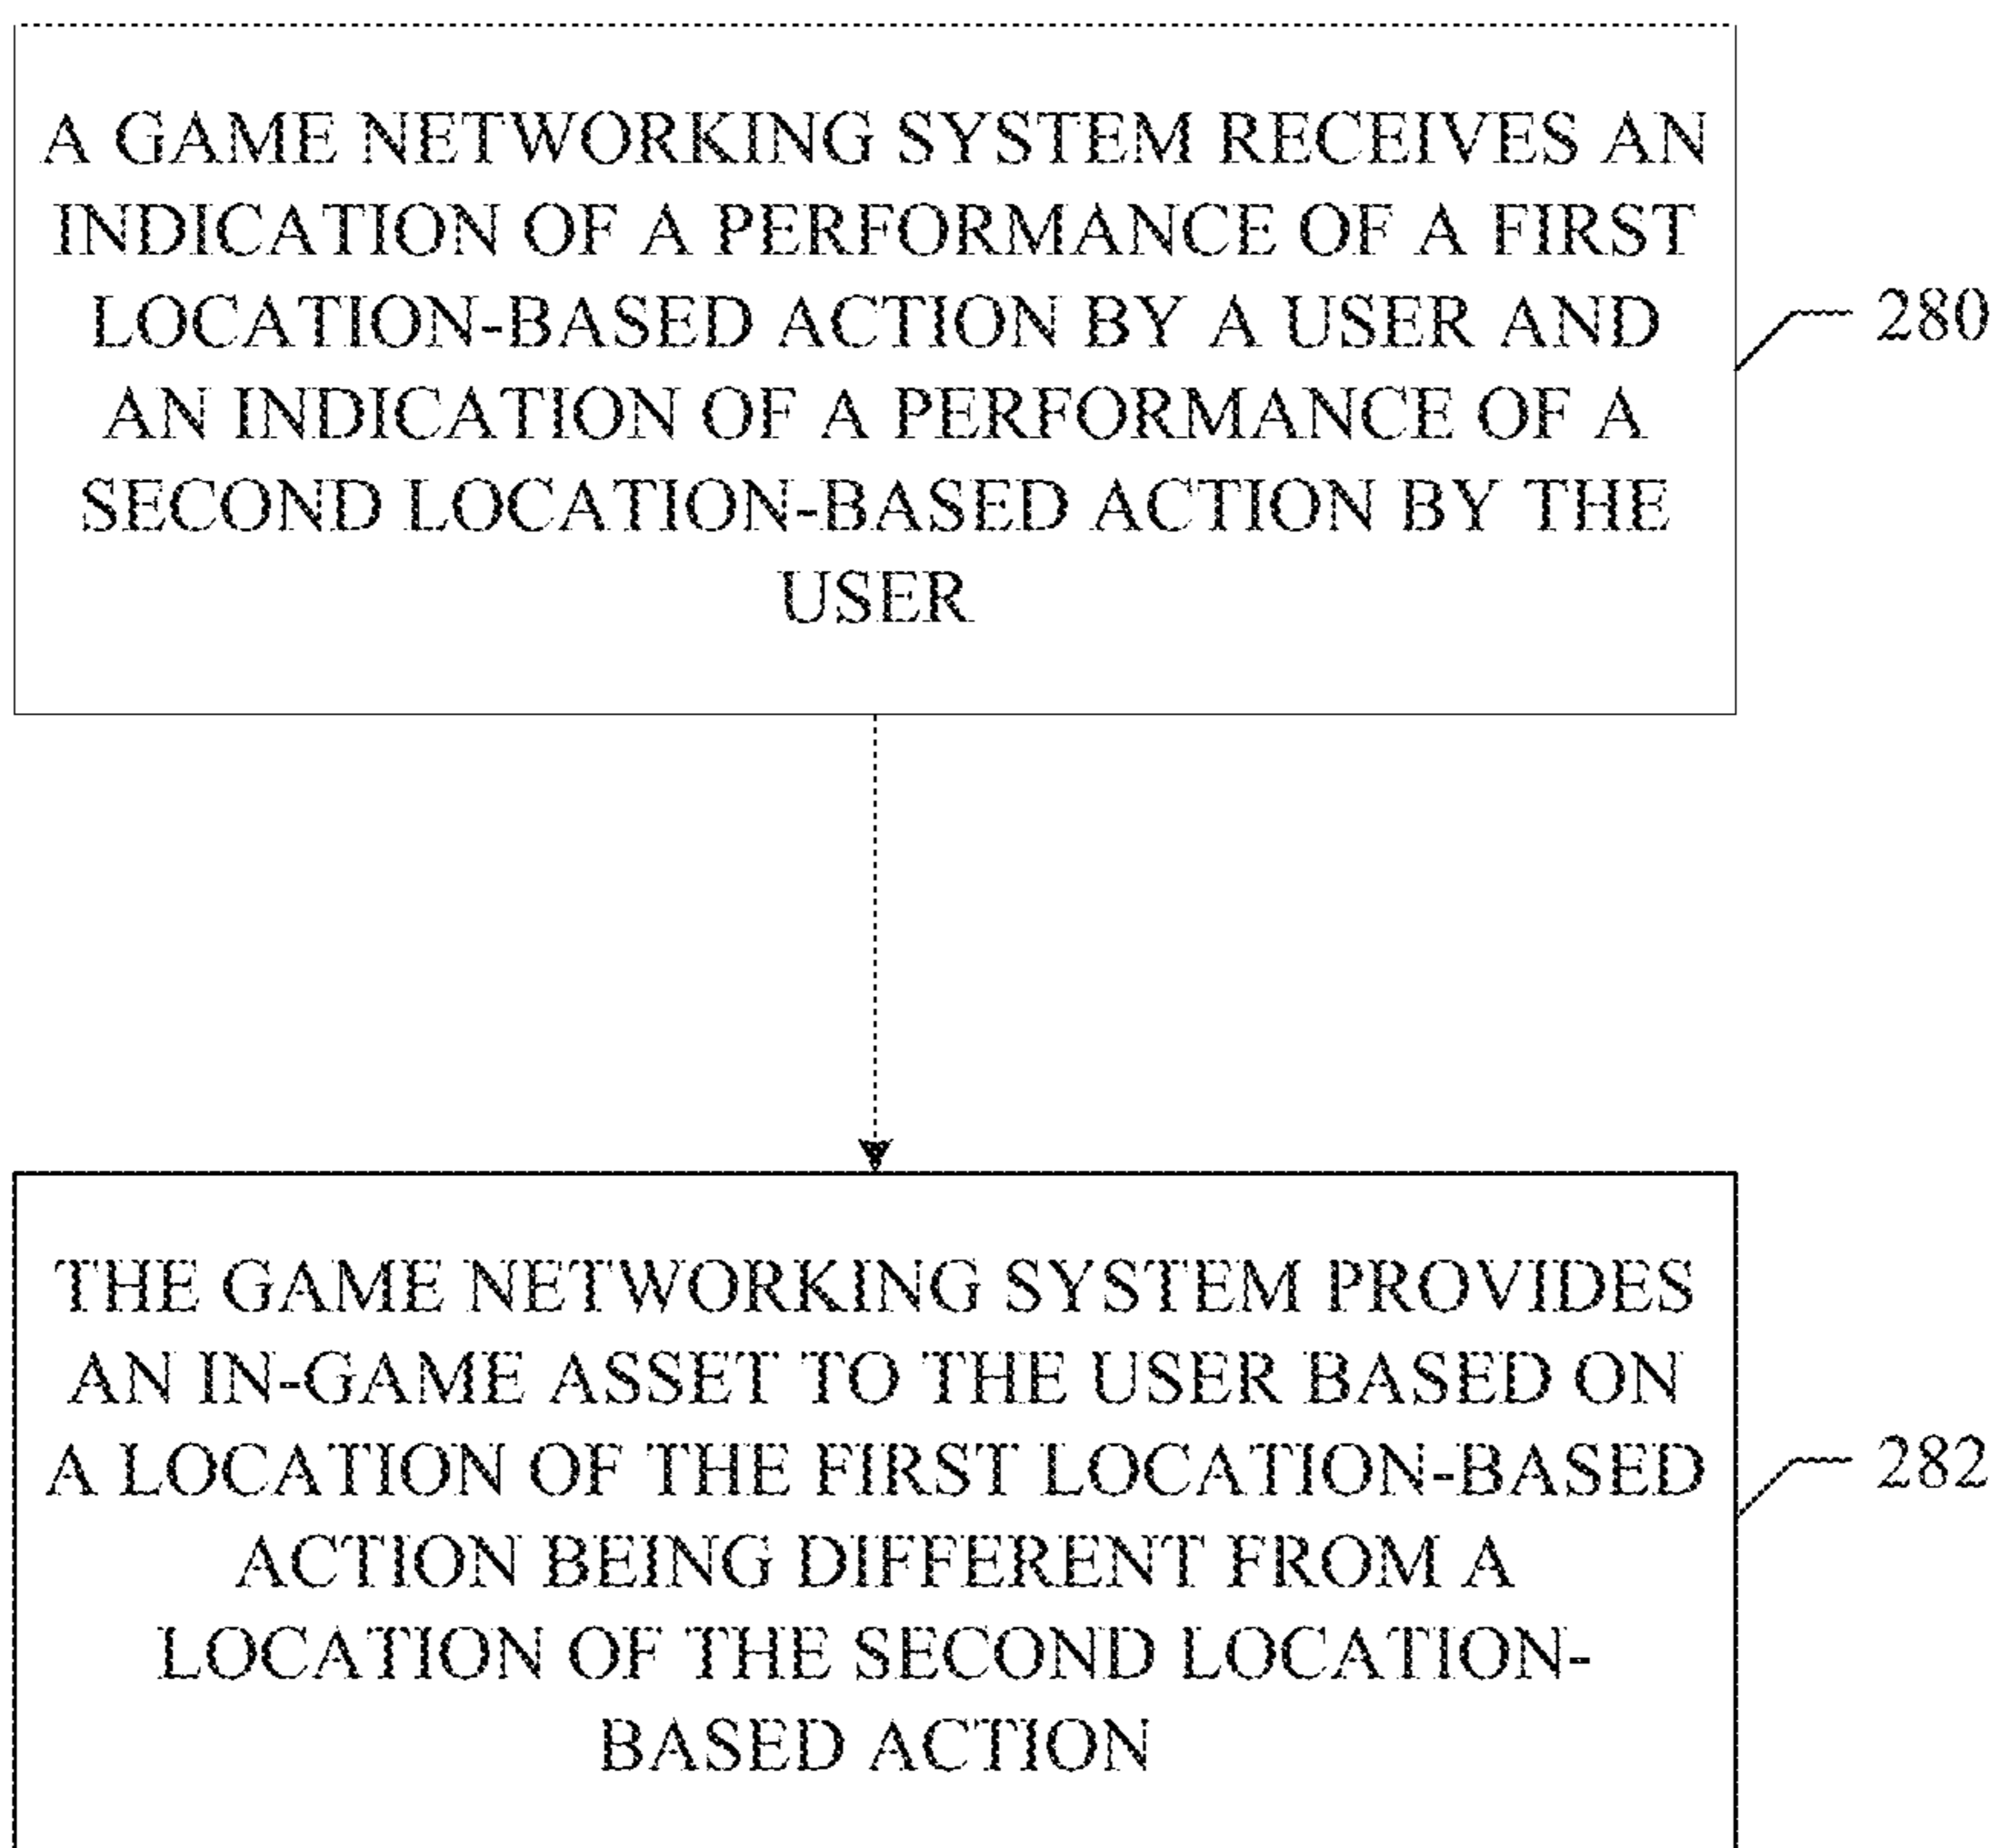 A GAME NETWORKING SYSTEM RECEIVES AN
INDICATION OF A PERFORMANCE OF A FIRST
LOCATION-BASED ACTION BY A USER AND
AN INDICATION OF A PERFORMANCE OF A
SECOND LOCATION-BASED ACTION BY THE
USER
280
THE GAME NETWORKING SYSTEM PROVIDES
AN IN-GAME ASSET TO THE USER BASED ON
A LOCATION OF THE FIRST LOCATION-BASED
ACTION BEING DIFFERENT FROM A
LOCATION OF THE SECOND LOCATION-
BASED ACTION
282